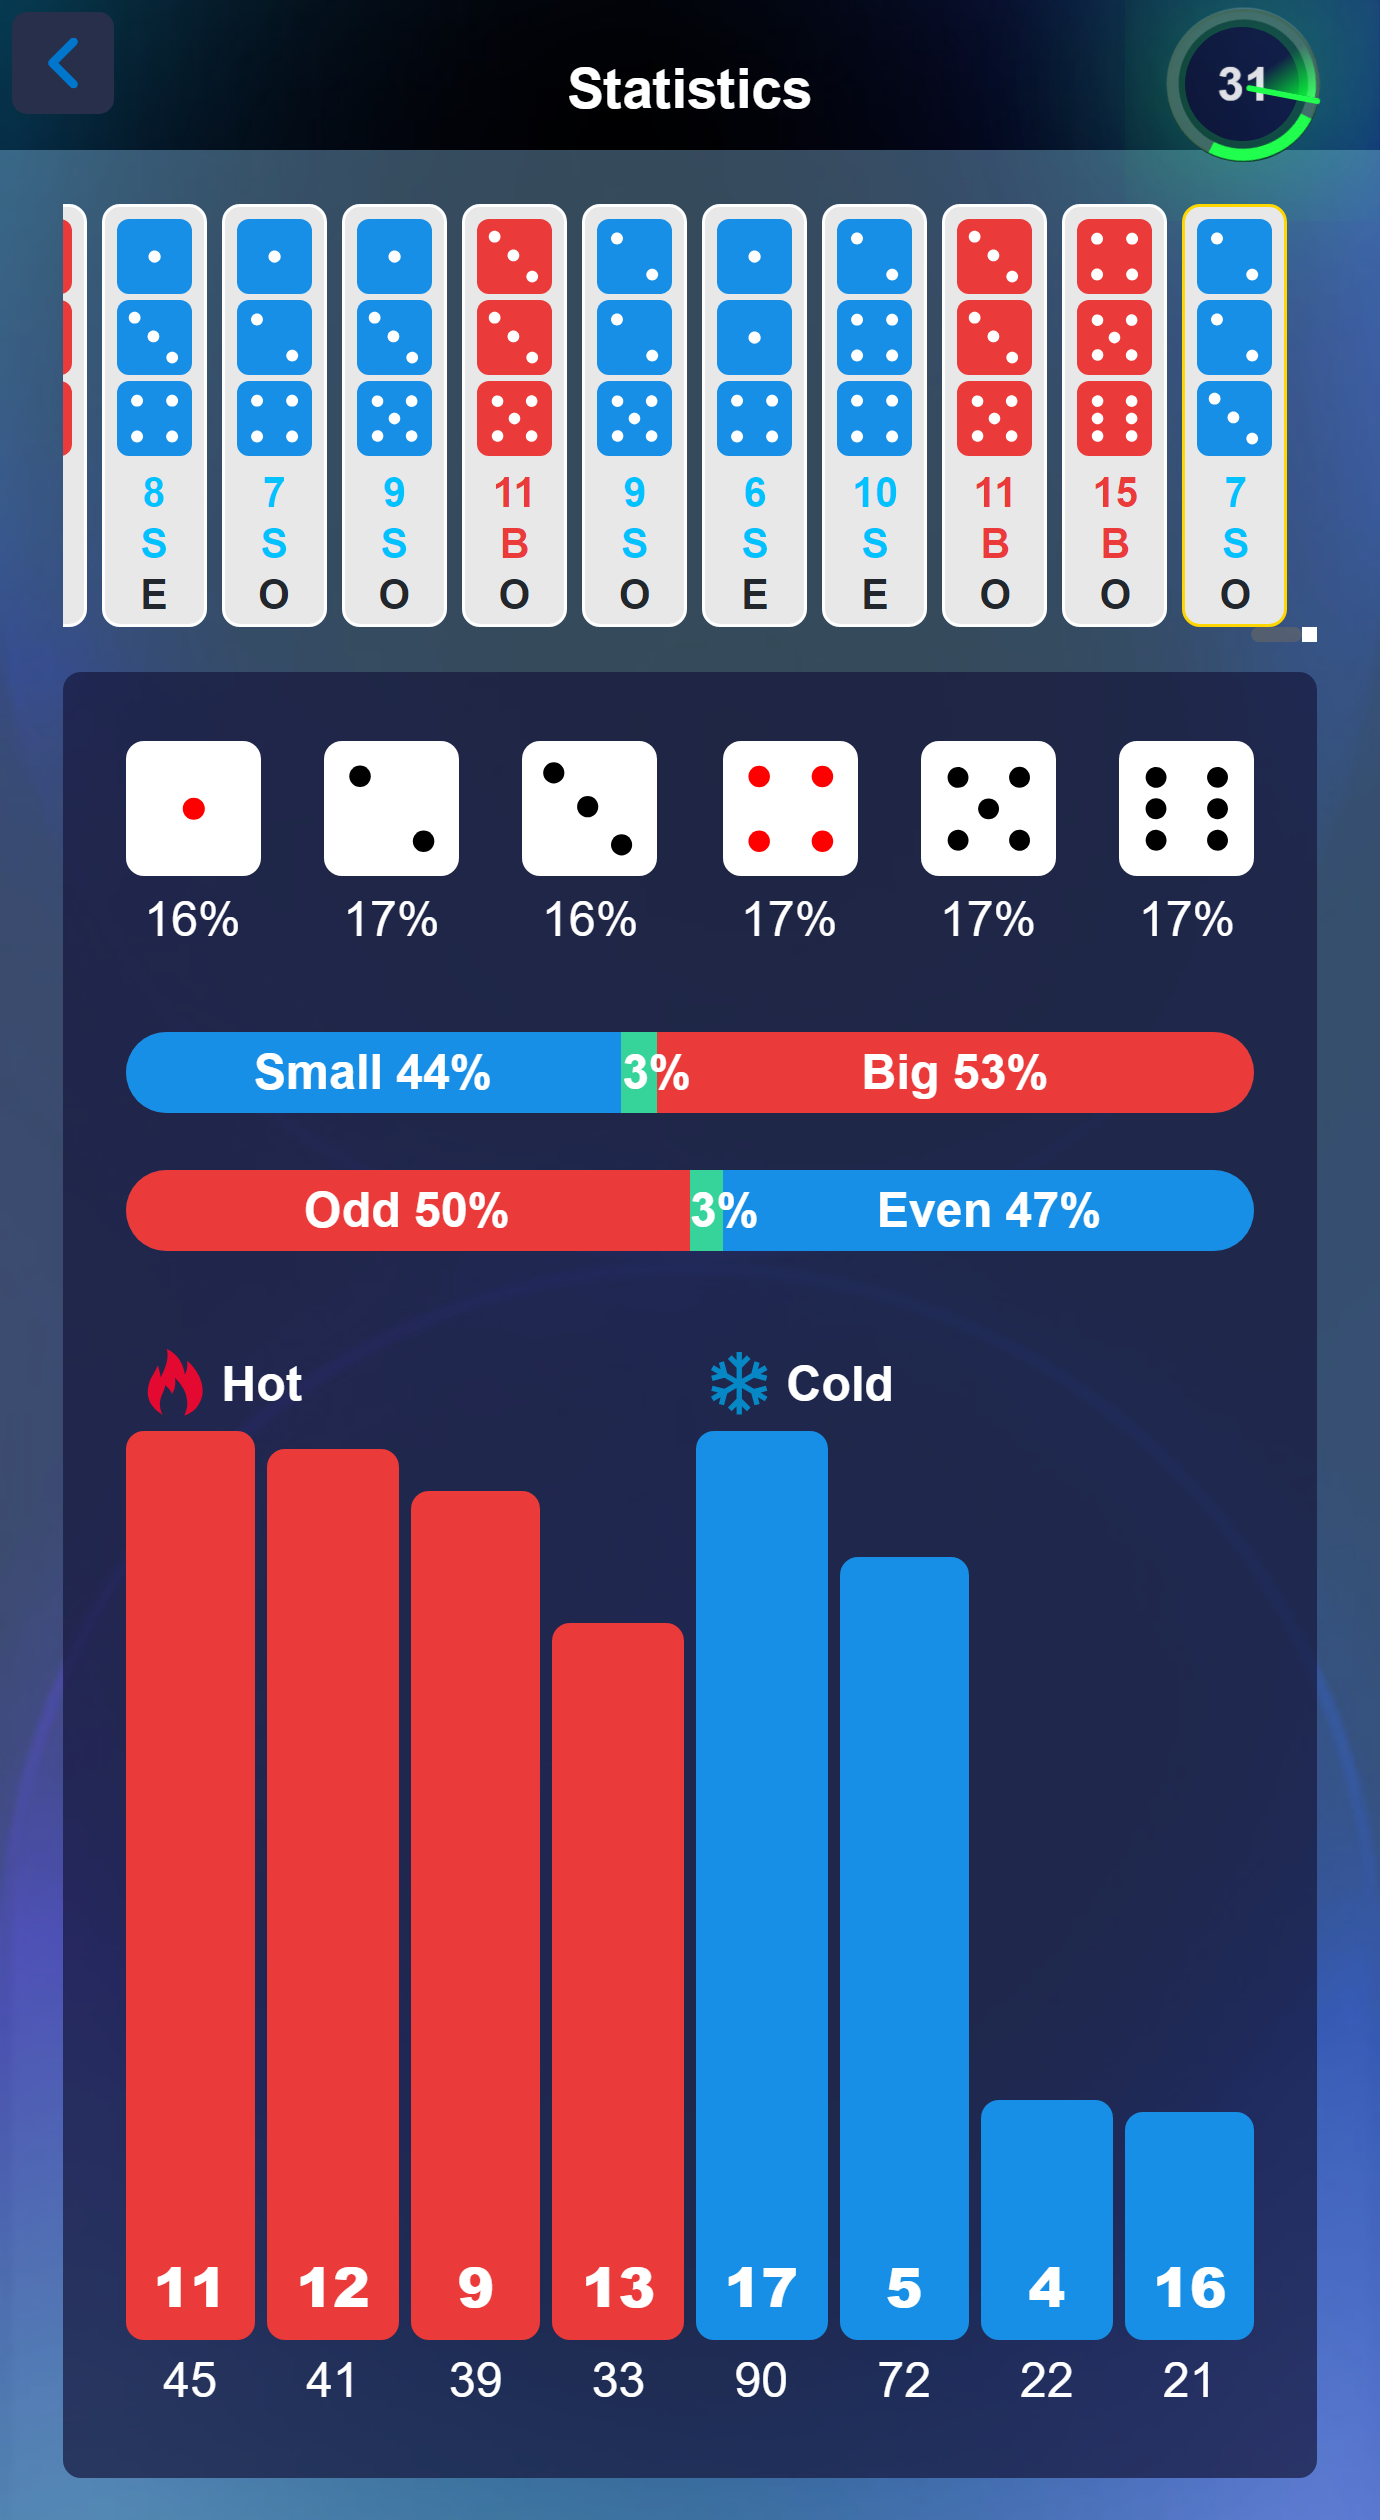 Statistics
31
8 7 9 11 9 6 10 11 15 7
S S S B S S S B B S
E O O O O E E O O O
16% 17% 16% 17% 17% 17%
Small 44% 3% Big 53%
Odd 50% 3% Even 47%
Hot Cold
11 12 9 13 17 5 4 16
45 41 39 33 90 72 22 21